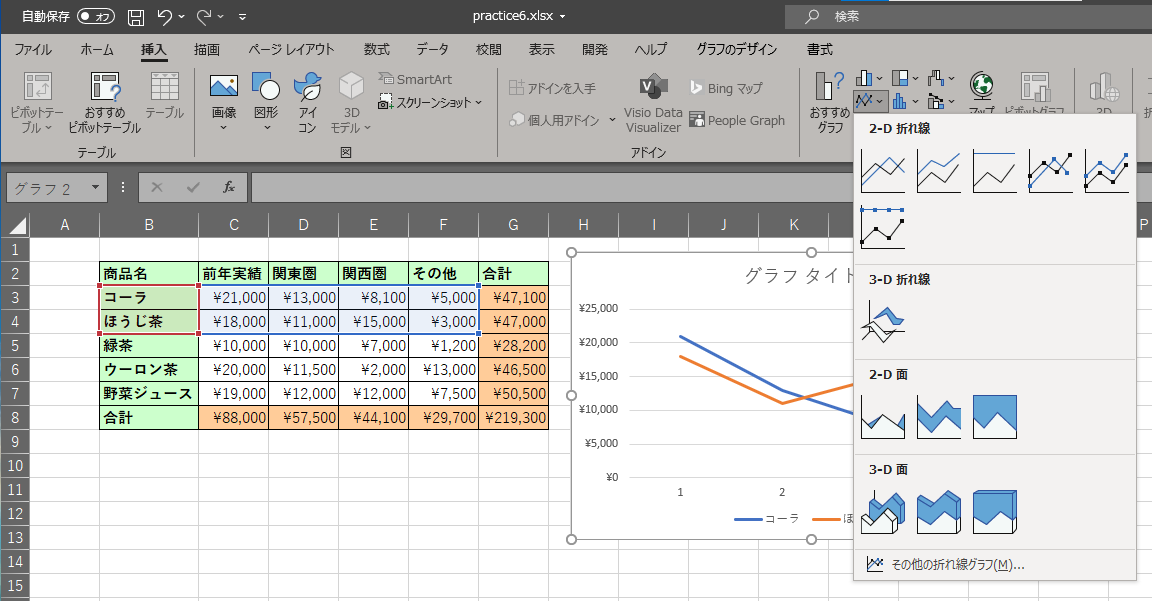 自動保存 オフ practice6.xlsx 検索
ファイル ホーム 挿入 描画 ページ レイアウト 数式 データ 校閲 表示 開発 ヘルプ グラフのデザイン 書式
ピボットテー
ブル
おすすめ
ピボットテーブル
テーブル
テーブル
画像
図形
アイ
コン
3D
モデル
SmartArt
スクリーンショット
図
アドインを入手
個人用アドイン
Visio Data
Visualizer
Bing マップ
People Graph
アドイン
おすすめ
グラフ
グラフ 2
fx
A B C D E F G H I J K P
1
2 商品名 前年実績 関東圏 関西圏 その他 合計
3 コーラ ¥21,000 ¥13,000 ¥8,100 ¥5,000 ¥47,100
4 ほうじ茶 ¥18,000 ¥11,000 ¥15,000 ¥3,000 ¥47,000
5 緑茶 ¥10,000 ¥10,000 ¥7,000 ¥1,200 ¥28,200
6 ウーロン茶 ¥20,000 ¥11,500 ¥2,000 ¥13,000 ¥46,500
7 野菜ジュース ¥19,000 ¥12,000 ¥12,000 ¥7,500 ¥50,500
8 合計 ¥88,000 ¥57,500 ¥44,100 ¥29,700 ¥219,300
9
10
11
12
13
14
15
グラフ タイト
¥25,000
¥20,000
¥15,000
¥10,000
¥5,000
¥0
1 2
コーラ ほ
2-D 折れ線
3-D 折れ線
2-D 面
3-D 面
その他の折れ線グラフ(M)...